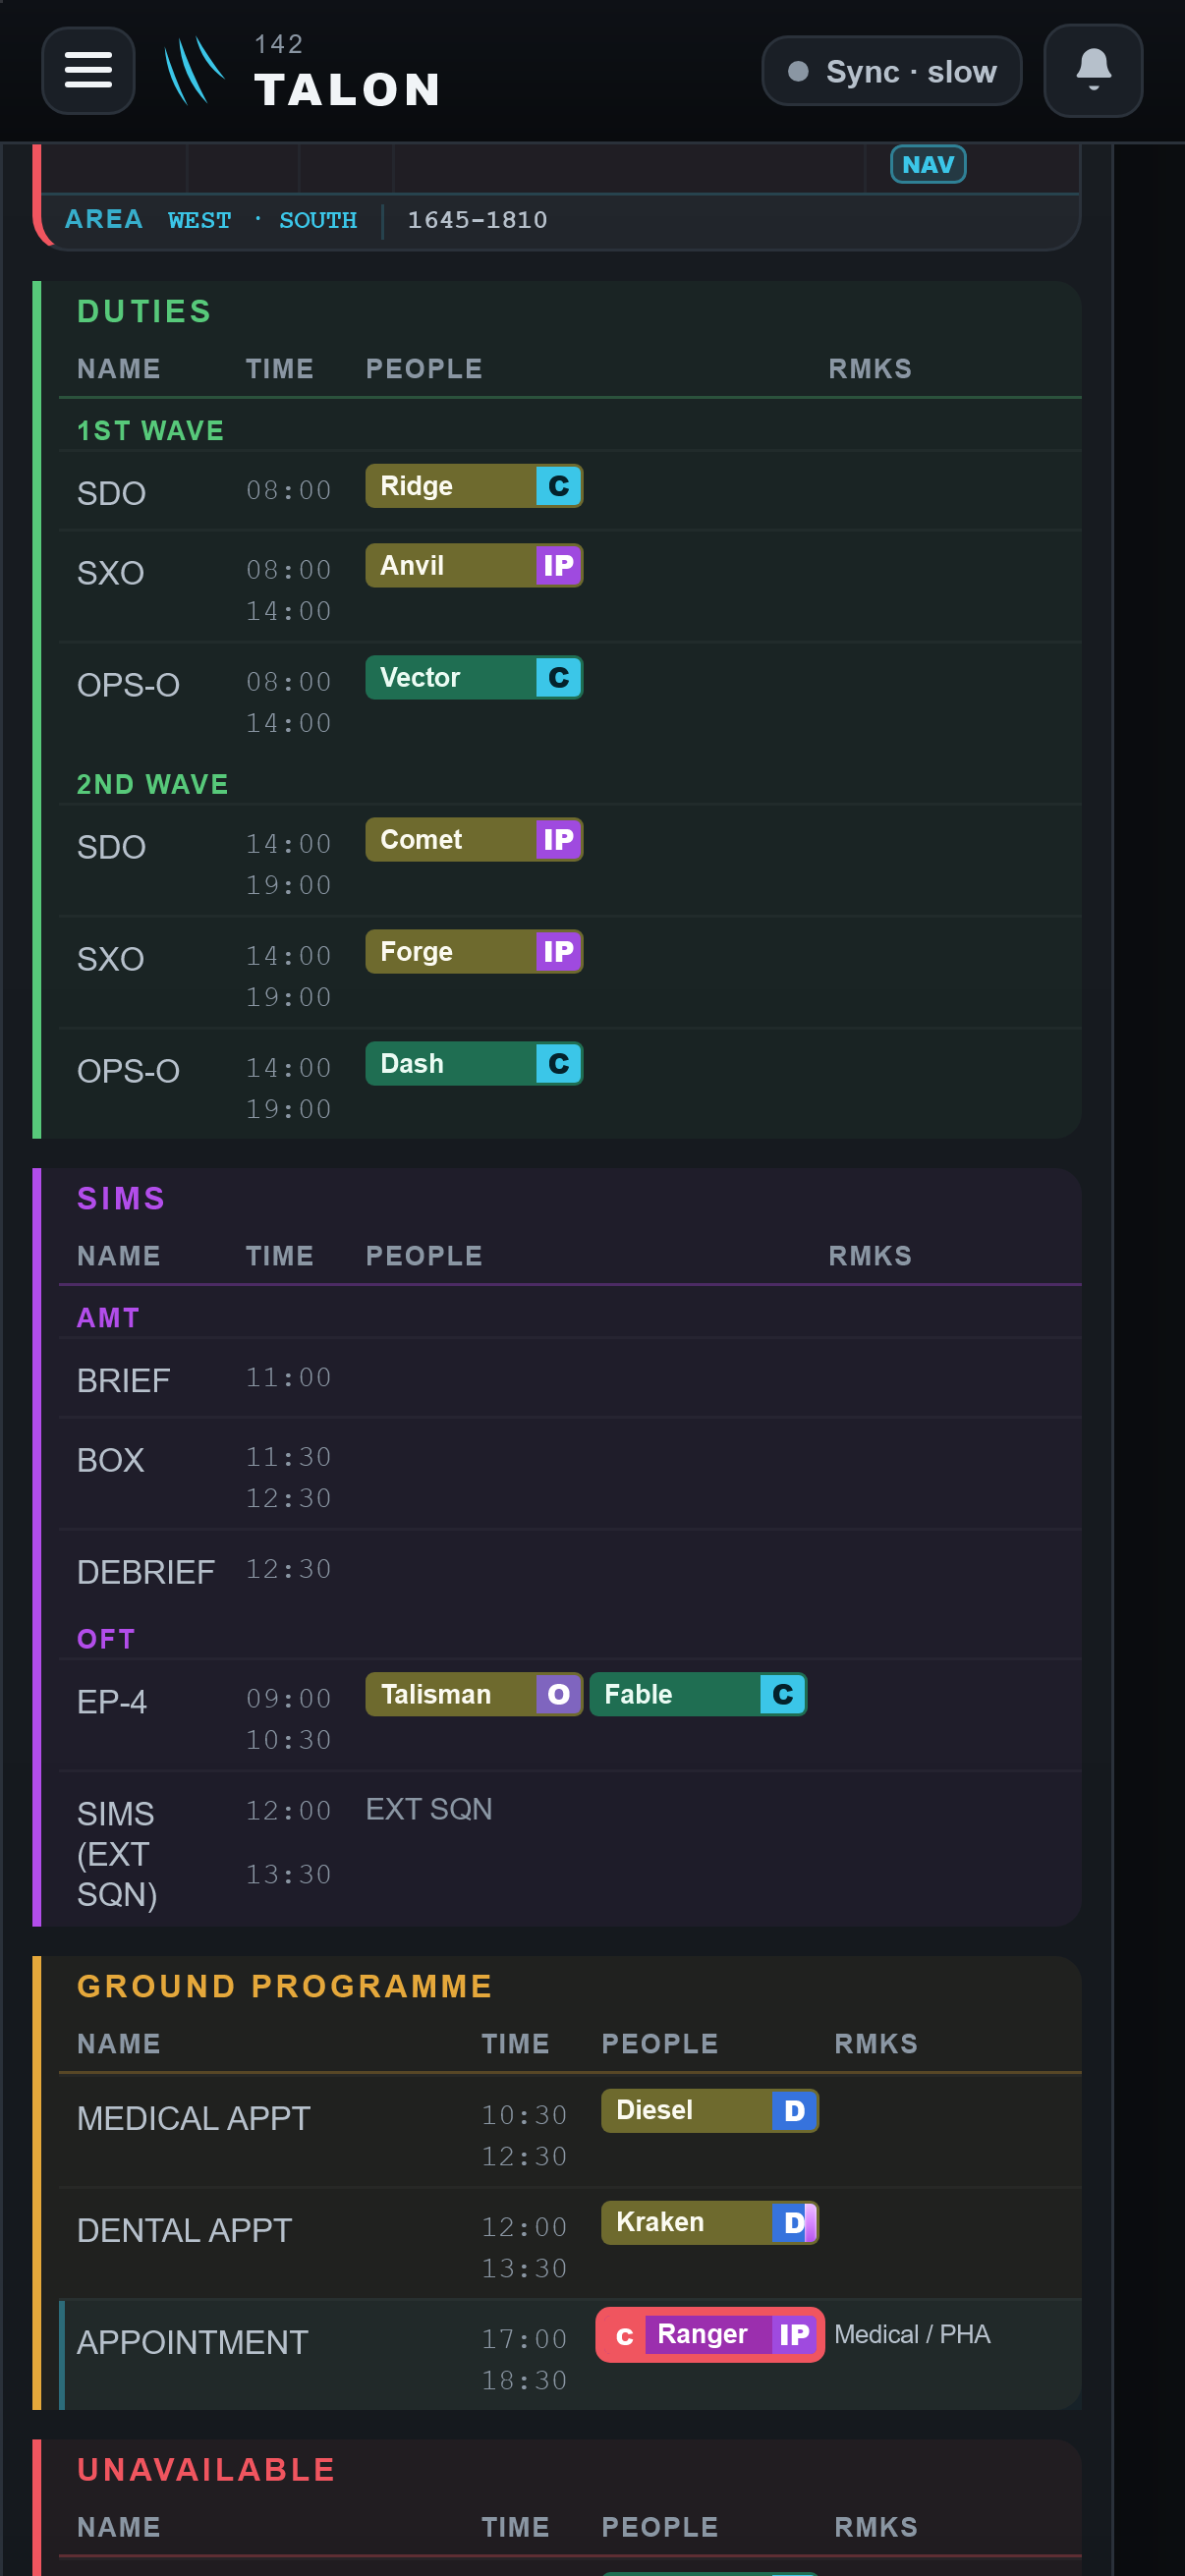 142
TALON
Sync · slow
NAV
AREA WEST · SOUTH 1645–1810
DUTIES
NAME TIME PEOPLE RMKS
1ST WAVE
SDO 08:00 Ridge C
SXO 08:00 Anvil IP
14:00
OPS-O 08:00 Vector C
14:00
2ND WAVE
SDO 14:00 Comet IP
19:00
SXO 14:00 Forge IP
19:00
OPS-O 14:00 Dash C
19:00
SIMS
NAME TIME PEOPLE RMKS
AMT
BRIEF 11:00
BOX 11:30
12:30
DEBRIEF 12:30
OFT
EP-4 09:00 Talisman O Fable C
10:30
SIMS 12:00 EXT SQN
(EXT
13:30
SQN)
GROUND PROGRAMME
NAME TIME PEOPLE RMKS
MEDICAL APPT 10:30 Diesel D
12:30
DENTAL APPT 12:00 Kraken D
13:30
APPOINTMENT 17:00 c Ranger IP Medical / PHA
18:30
UNAVAILABLE
NAME TIME PEOPLE RMKS